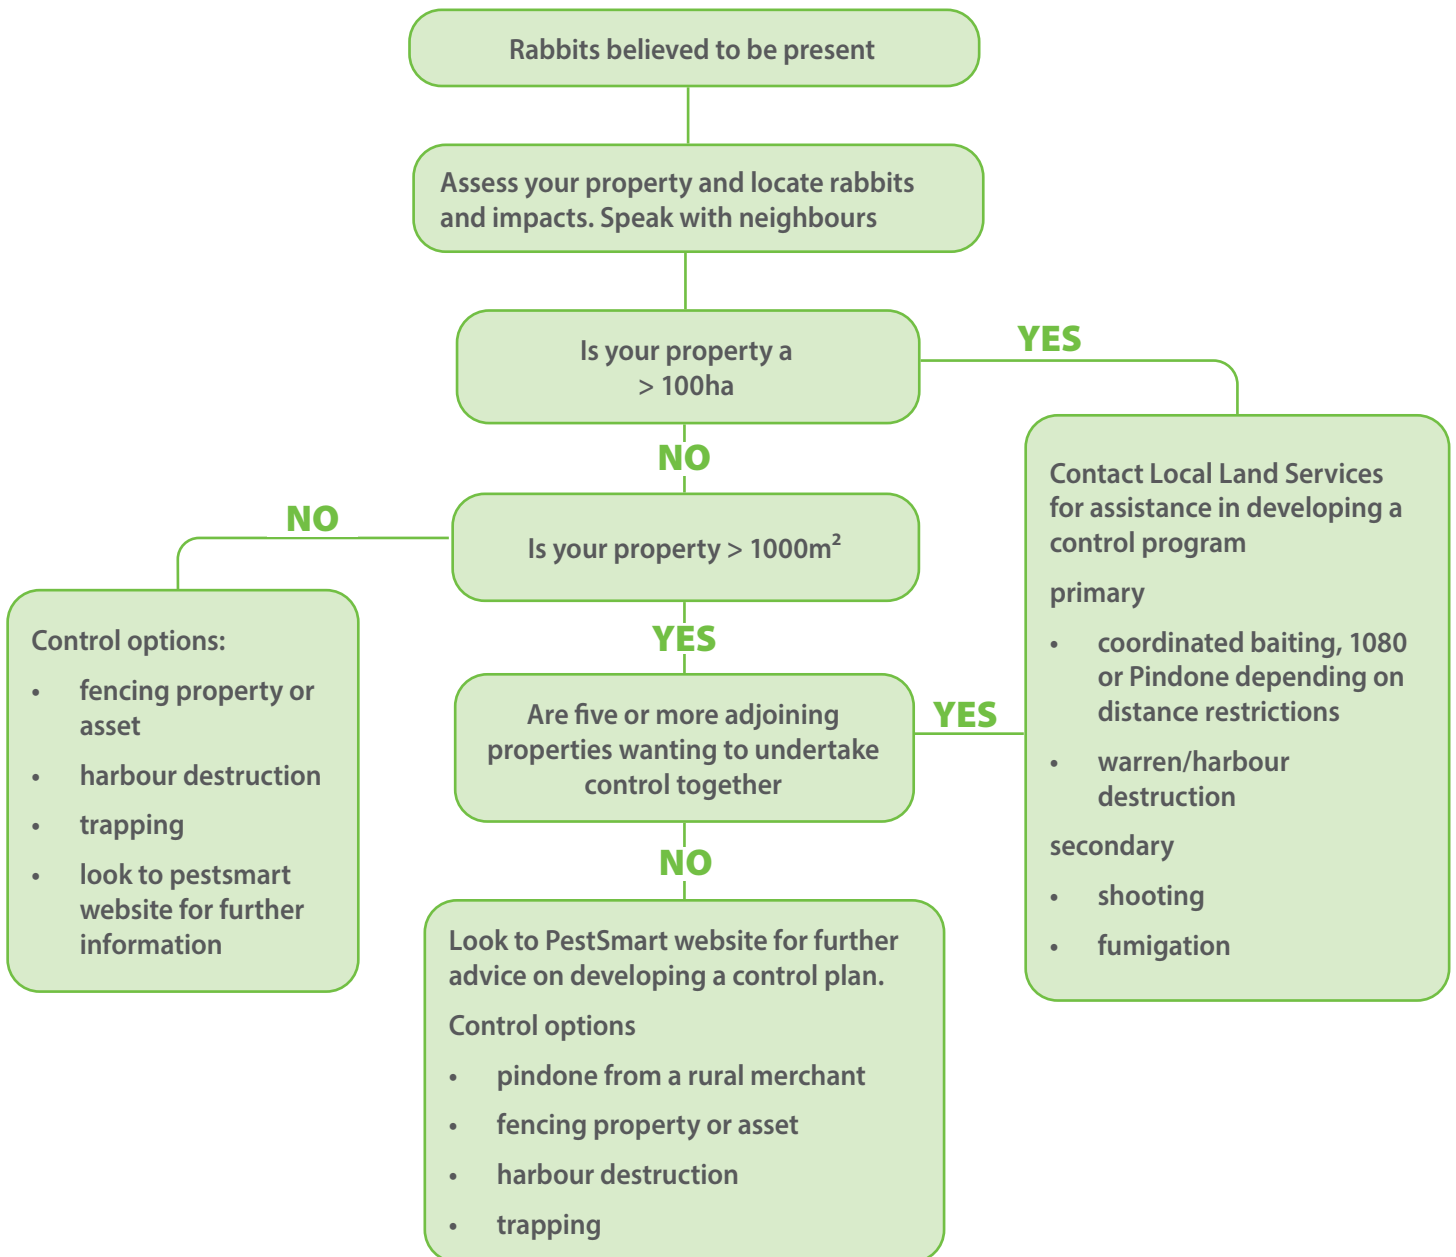 Rabbits believed to be present
Assess your property and locate rabbits
and impacts. Speak with neighbours
Is your property a
> 100ha
YES
NO
Is your property > 1000m²
NO
YES
Are five or more adjoining
properties wanting to undertake
control together
YES
NO
Contact Local Land Services
for assistance in developing a
control program
primary
• coordinated baiting, 1080
or Pindone depending on
distance restrictions
• warren/harbour
destruction
secondary
• shooting
• fumigation
Control options:
• fencing property or
asset
• harbour destruction
• trapping
• look to pestsmart
website for further
information
Look to PestSmart website for further
advice on developing a control plan.
Control options
• pindone from a rural merchant
• fencing property or asset
• harbour destruction
• trapping